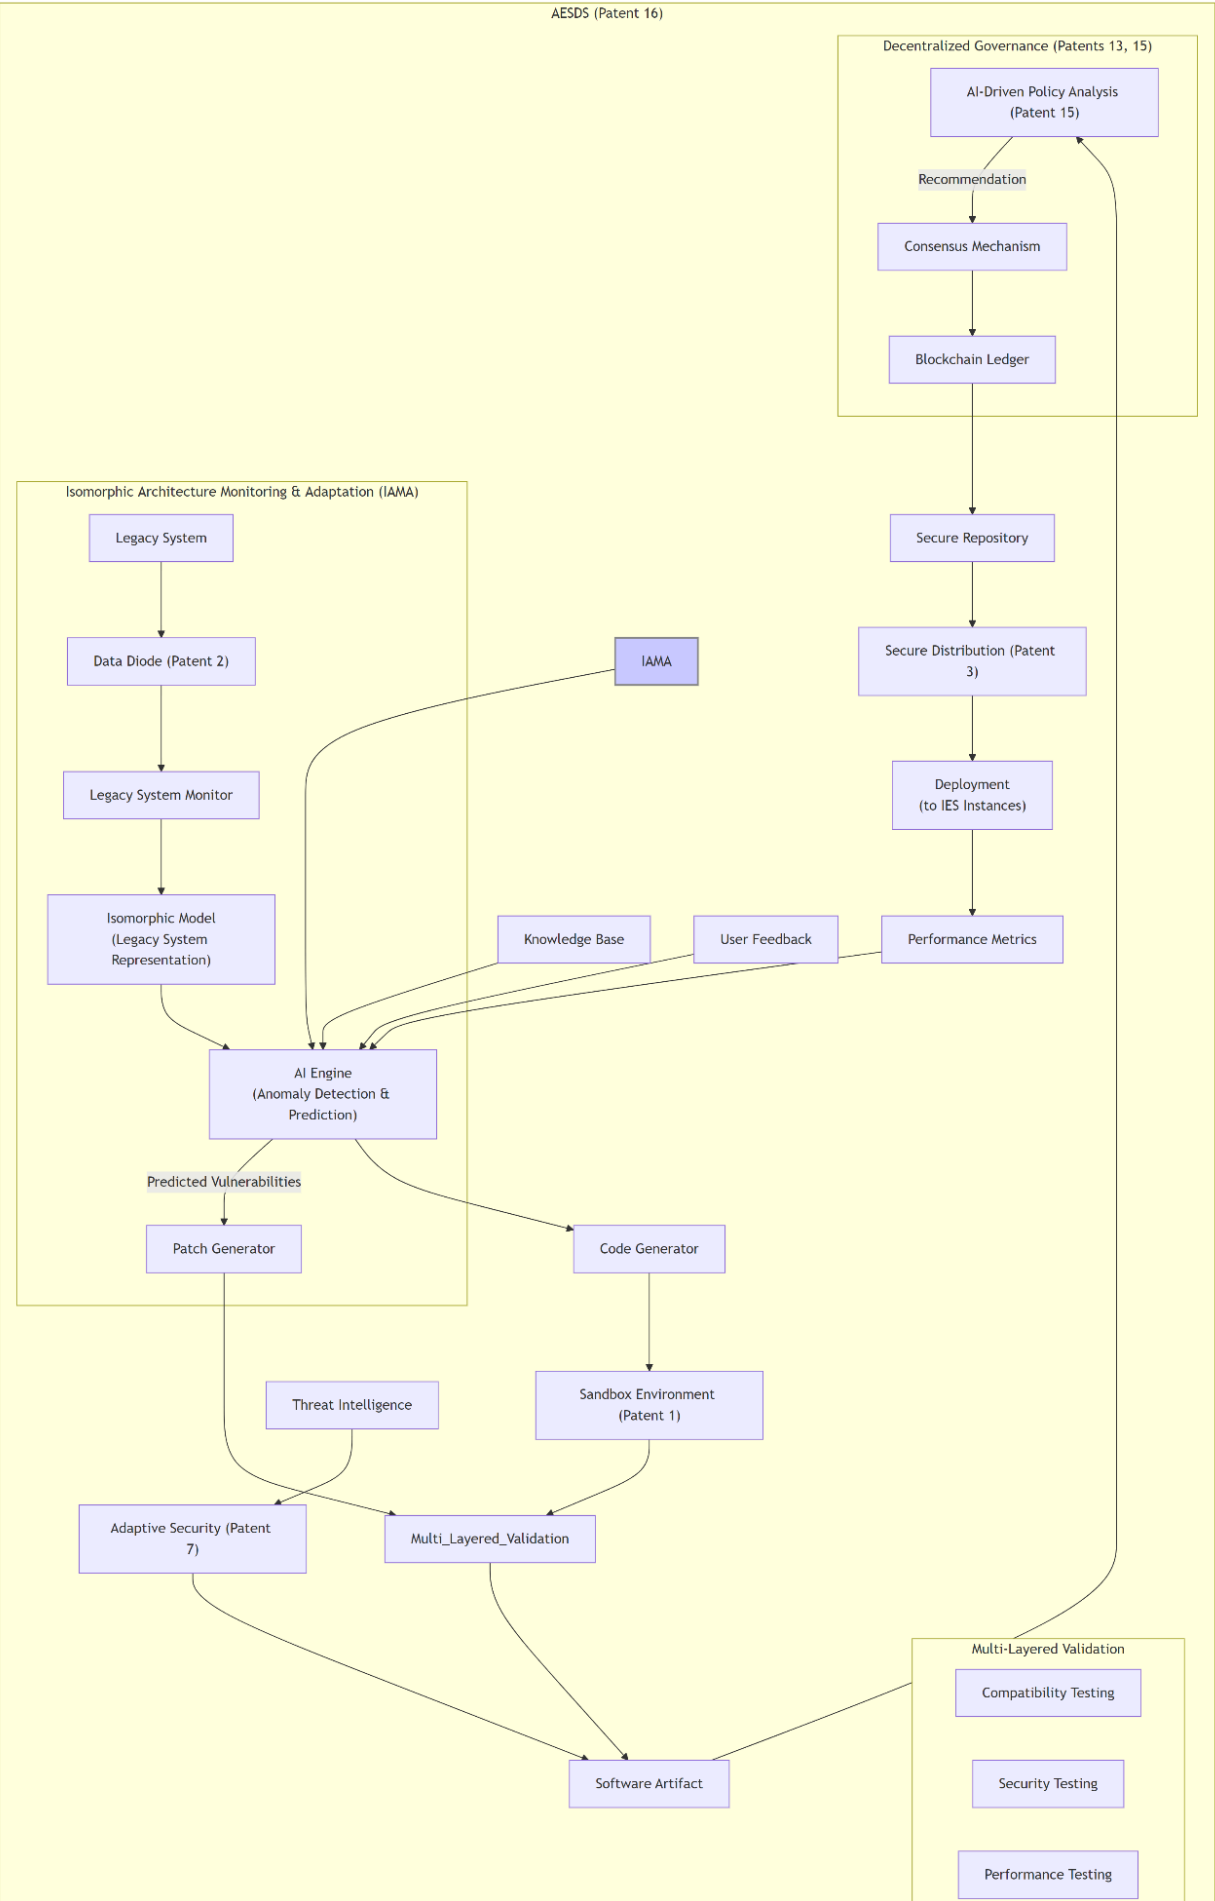 AESDS (Patent 16)
Decentralized Governance (Patents 13, 15)
AI-Driven Policy Analysis
(Patent 15)
Recommendation
Consensus Mechanism
Blockchain Ledger
Isomorphic Architecture Monitoring & Adaptation (IAMA)
Legacy System
Secure Repository
Data Diode (Patent 2)
IAMA
Secure Distribution (Patent
3)
Legacy System Monitor
Deployment
(to IES Instances)
Isomorphic Model
(Legacy System
Representation)
Knowledge Base
User Feedback
Performance Metrics
AI Engine
(Anomaly Detection &
Prediction)
Predicted Vulnerabilities
Patch Generator
Code Generator
Threat Intelligence
Sandbox Environment
(Patent 1)
Adaptive Security (Patent
7)
Multi_Layered_Validation
Multi-Layered Validation
Compatibility Testing
Software Artifact
Security Testing
Performance Testing